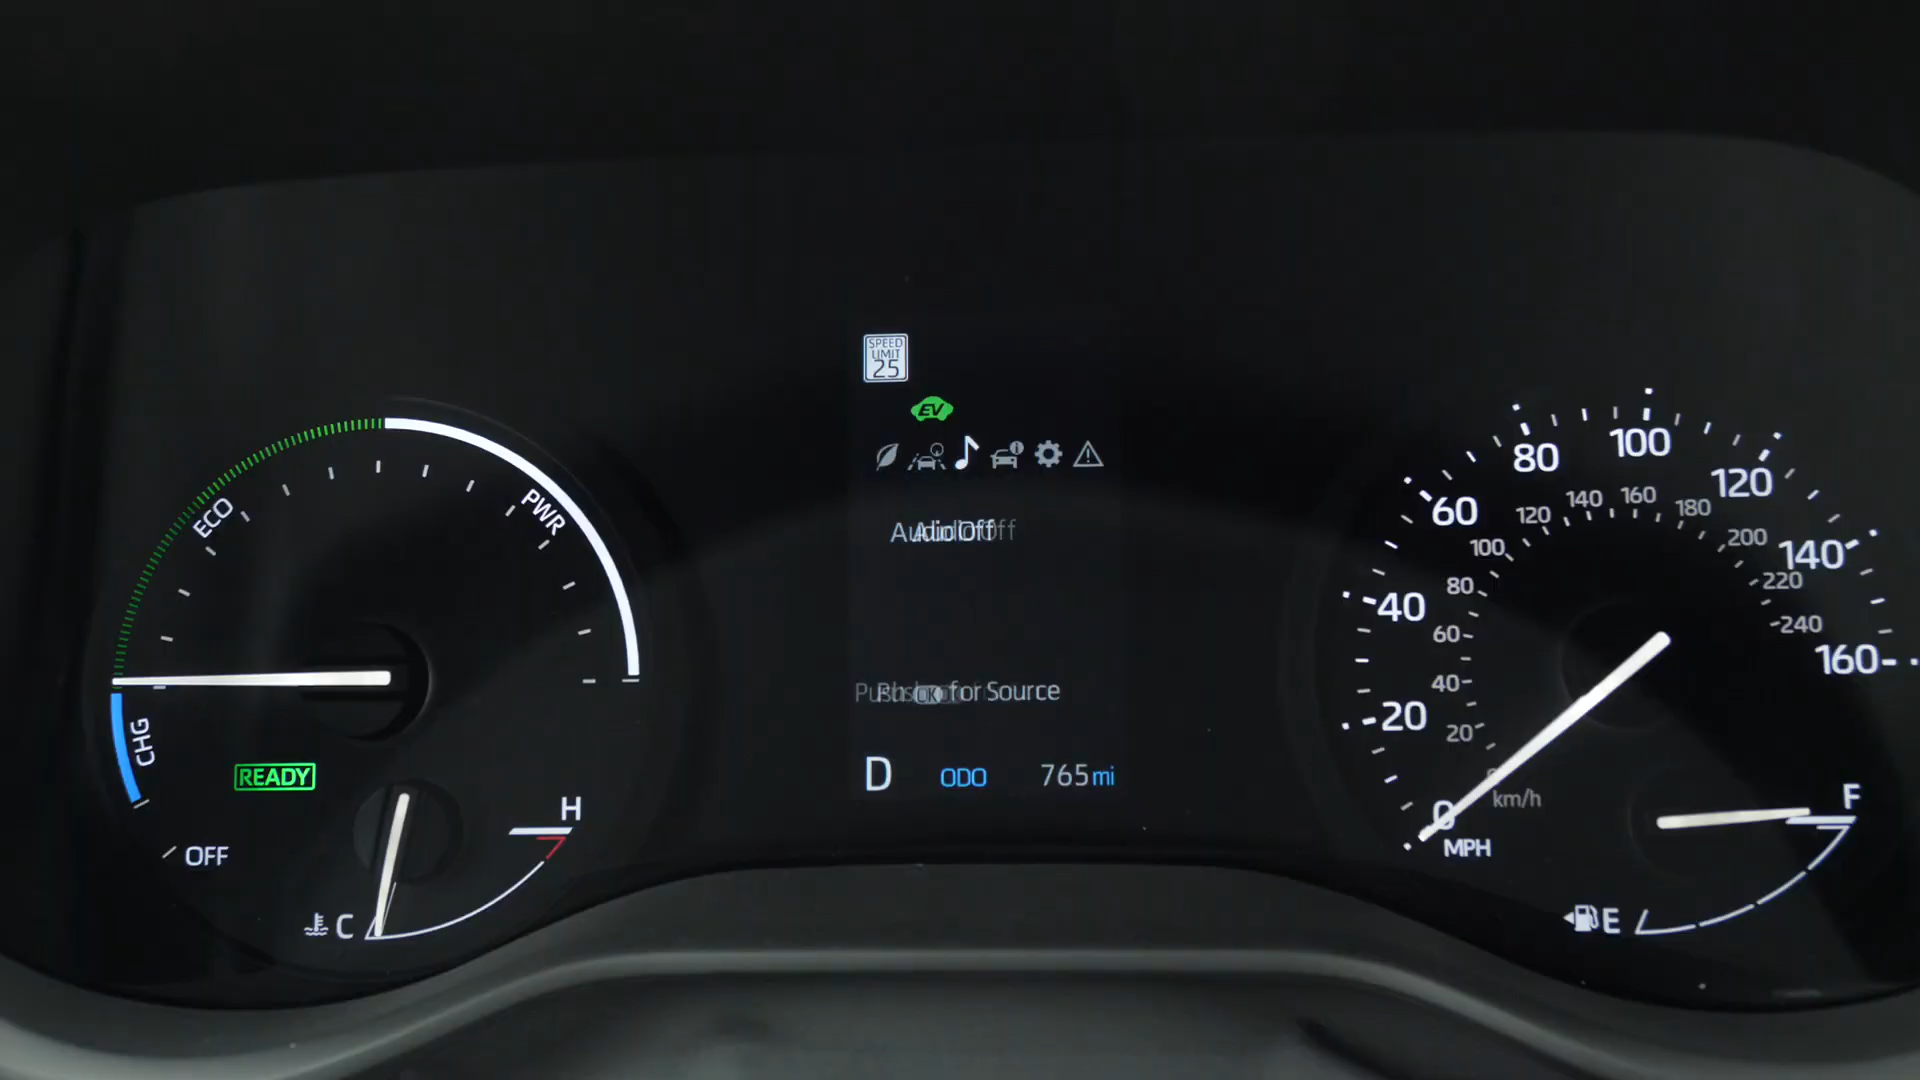 SPEED
LIMIT
25
EV
ECO
PWR
CHG
READY
OFF
H
C
Audio Off
Push OK for Source
D ODO 765 mi
0
20
40
60
80
100
120
140
160
MPH
20
40
60
80
100
120
140
160
180
200
220
240
km/h
F
E